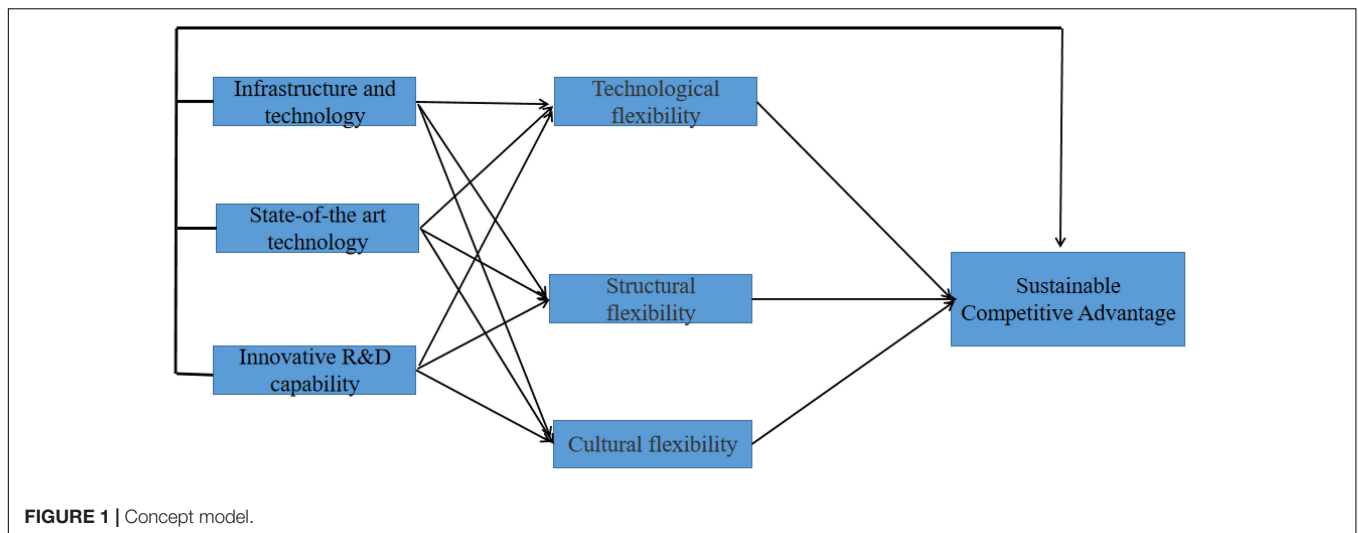 Infrastructure and
technology
Technological
flexibility
State-of-the art
technology
Structural
flexibility
Sustainable
Competitive Advantage
Innovative R&D
capability
Cultural flexibility
FIGURE 1 | Concept model.